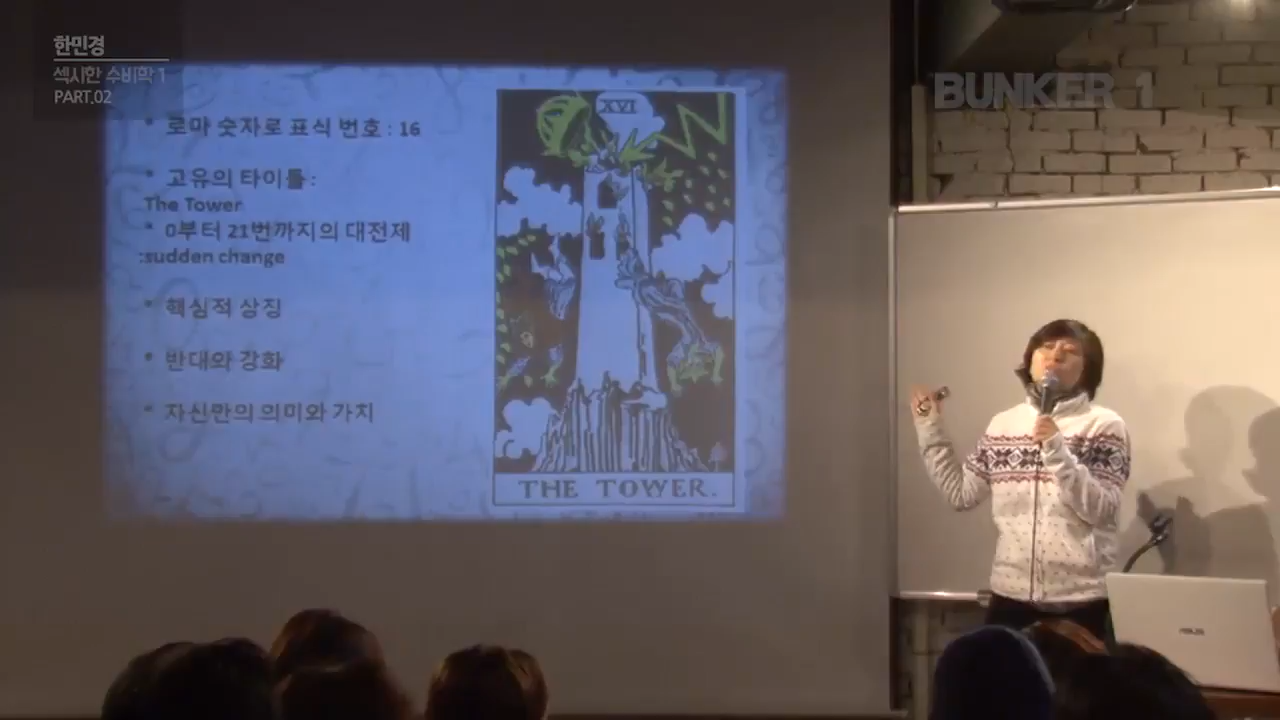 한민경
섹시한 수비학 1
PART.02
BUNKER 1
* 로마 숫자로 표식 번호 : 16
* 고유의 타이틀 :
The Tower
* 0부터 21번까지의 대전제
:sudden change
* 핵심적 상징
* 반대와 강화
* 자신만의 의미와 가치
XVI
THE TOWER.
ASUS